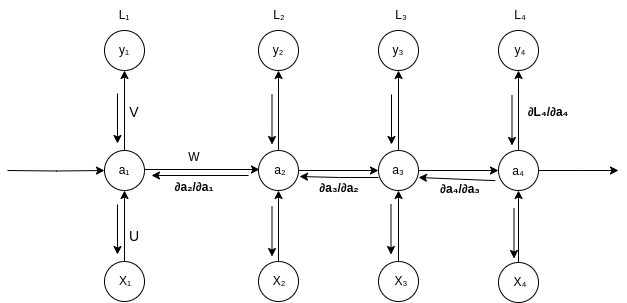 L₁ L₂ L₃ L₄
y₁ y₂ y₃ y₄
V ∂L₄/∂a₄
W
a₁ a₂ a₃ a₄
∂a₂/∂a₁ ∂a₃/∂a₂ ∂a₄/∂a₃
U
X₁ X₂ X₃ X₄